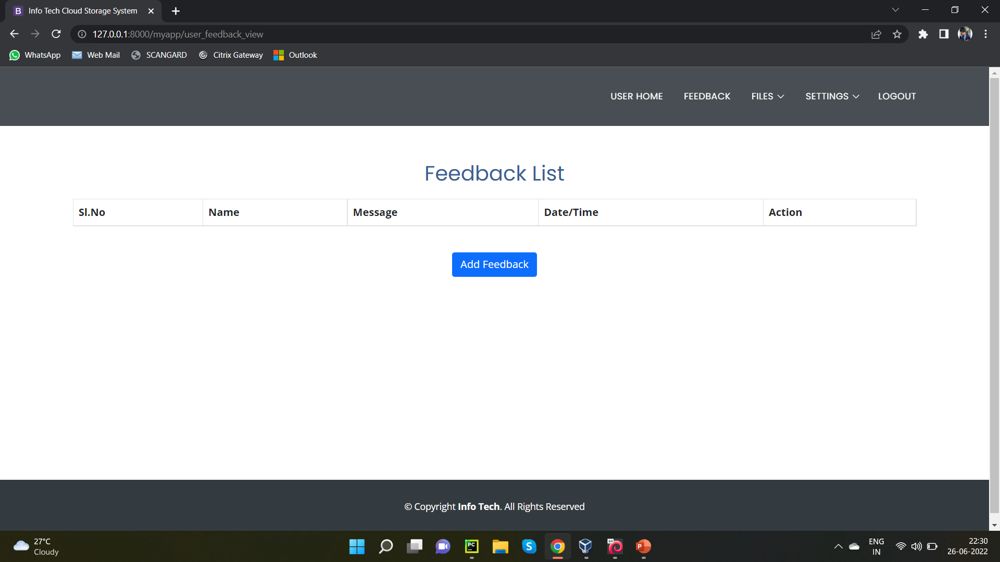 B Info Tech Cloud Storage System
127.0.0.1:8000/myapp/user_feedback_view
WhatsApp Web Mail SCANGARD Citrix Gateway Outlook
USER HOME FEEDBACK FILES SETTINGS LOGOUT
Feedback List
Sl.No Name Message Date/Time Action
Add Feedback
© Copyright Info Tech. All Rights Reserved
27°C
Cloudy
PC
S
64
P
ENG
IN
22:30
26-06-2022